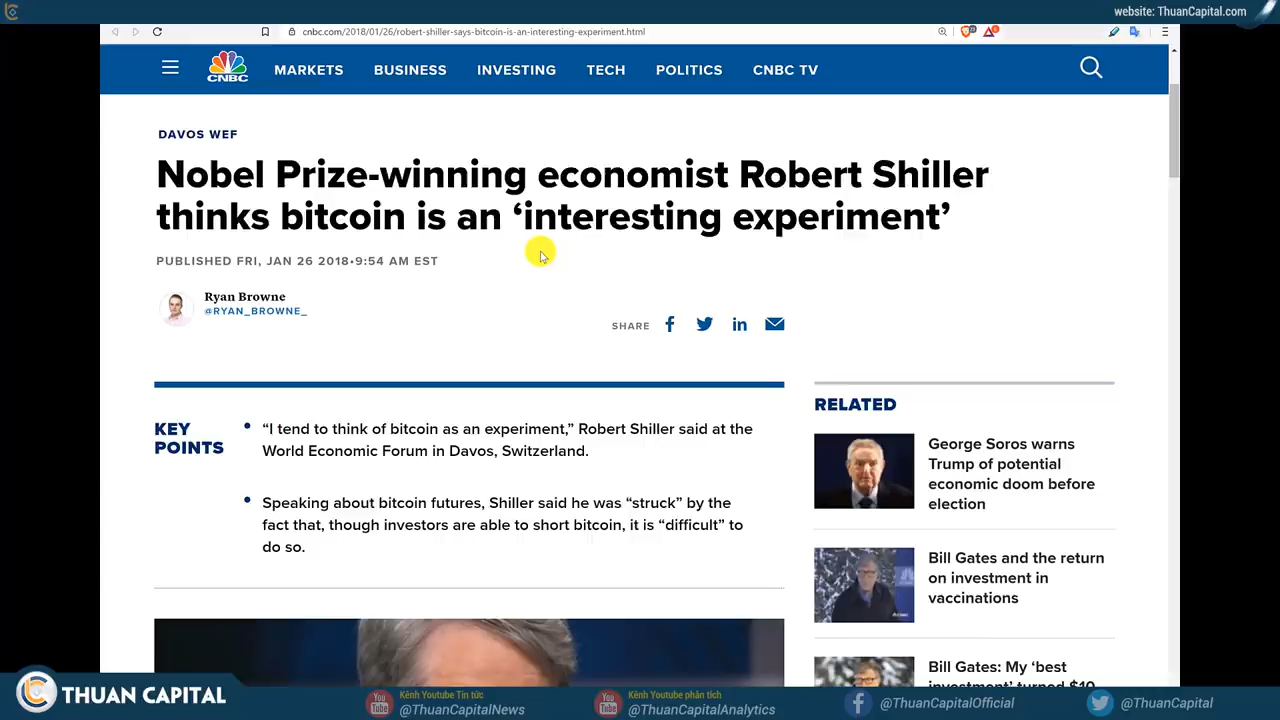 website: ThuanCapital.com
cnbc.com/2018/01/26/robert-shiller-says-bitcoin-is-an-interesting-experiment.html
CNBC
MARKETS
BUSINESS
INVESTING
TECH
POLITICS
CNBC TV
DAVOS WEF
Nobel Prize-winning economist Robert Shiller
thinks bitcoin is an ‘interesting experiment’
PUBLISHED FRI, JAN 26 2018•9:54 AM EST
Ryan Browne
@RYAN_BROWNE_
SHARE
KEY
POINTS
• “I tend to think of bitcoin as an experiment,” Robert Shiller said at the
World Economic Forum in Davos, Switzerland.
• Speaking about bitcoin futures, Shiller said he was “struck” by the
fact that, though investors are able to short bitcoin, it is “difficult” to
do so.
RELATED
George Soros warns
Trump of potential
economic doom before
election
Bill Gates and the return
on investment in
vaccinations
Bill Gates: My ‘best
investment’ turned $10
THUAN CAPITAL
Kênh Youtube Tin tức
@ThuanCapitalNews
Kênh Youtube phân tích
@ThuanCapitalAnalytics
@ThuanCapitalOfficial
@ThuanCapital